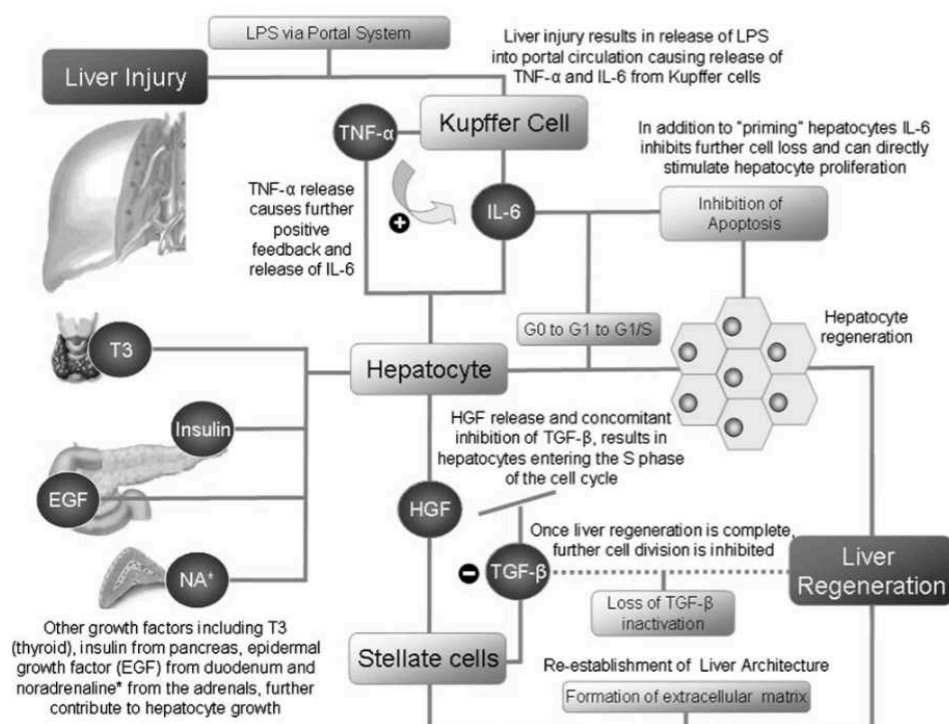 LPS via Portal System
Liver injury results in release of LPS
into portal circulation causing release of
TNF-α and IL-6 from Kupffer cells
Liver Injury
Kupffer Cell
TNF-α
In addition to "priming" hepatocytes IL-6
inhibits further cell loss and can directly
stimulate hepatocyte proliferation
TNF-α release
causes further
positive
feedback and
release of IL-6
+
IL-6
Inhibition of
Apoptosis
G0 to G1 to G1/S
Hepatocyte
regeneration
T3
Hepatocyte
Insulin
HGF release and concomitant
inhibition of TGF-β, results in
hepatocytes entering the S phase
of the cell cycle
EGF
HGF
Once liver regeneration is complete,
further cell division is inhibited
NA*
TGF-β
Liver
Regeneration
Loss of TGF-β
inactivation
Other growth factors including T3
(thyroid), insulin from pancreas, epidermal
growth factor (EGF) from duodenum and
noradrenaline* from the adrenals, further
contribute to hepatocyte growth
Stellate cells
Re-establishment of Liver Architecture
Formation of extracellular matrix